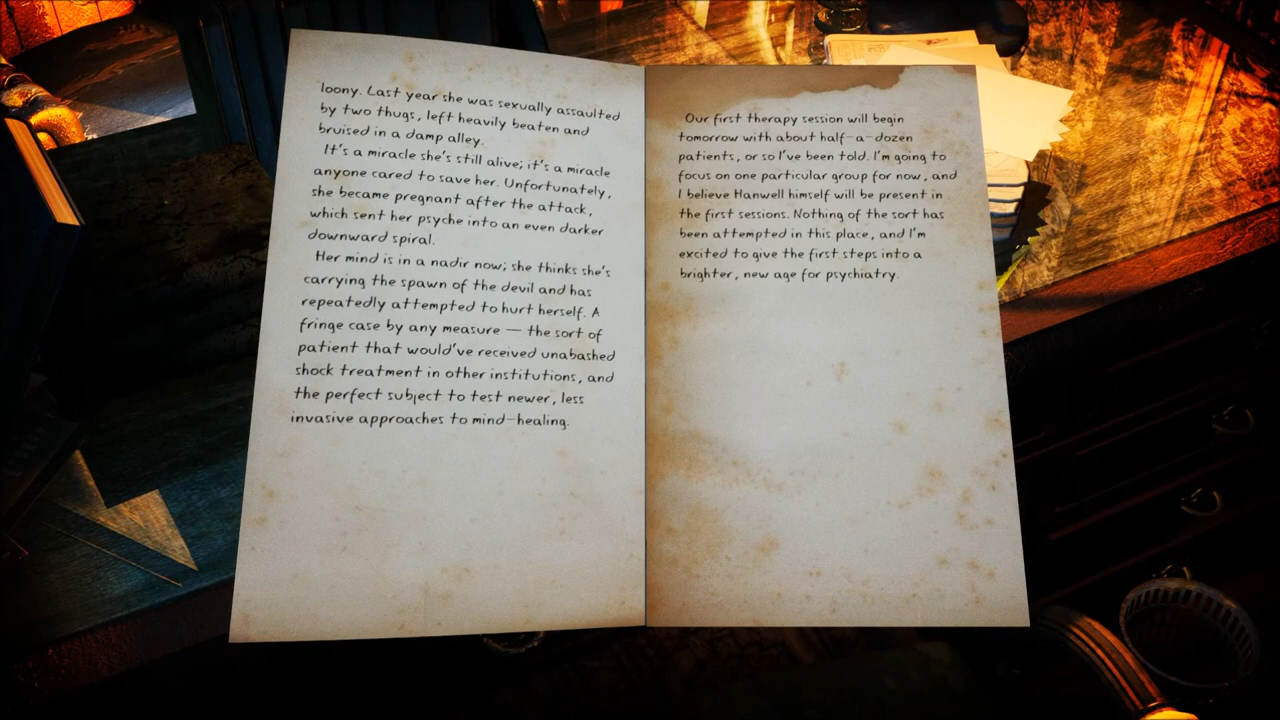 loony. Last year she was sexually assaulted
by two thugs, left heavily beaten and
bruised in a damp alley.
It's a miracle she's still alive; it's a miracle
anyone cared to save her. Unfortunately,
she became pregnant after the attack,
which sent her psyche into an even darker
downward spiral.
Her mind is in a nadir now; she thinks she's
carrying the spawn of the devil and has
repeatedly attempted to hurt herself. A
fringe case by any measure — the sort of
patient that would've received unabashed
shock treatment in other institutions, and
the perfect subject to test newer, less
invasive approaches to mind-healing.
Our first therapy session will begin
tomorrow with about half-a-dozen
patients, or so I've been told. I'm going to
focus on one particular group for now, and
I believe Hanwell himself will be present in
the first sessions. Nothing of the sort has
been attempted in this place, and I'm
excited to give the first steps into a
brighter, new age for psychiatry.